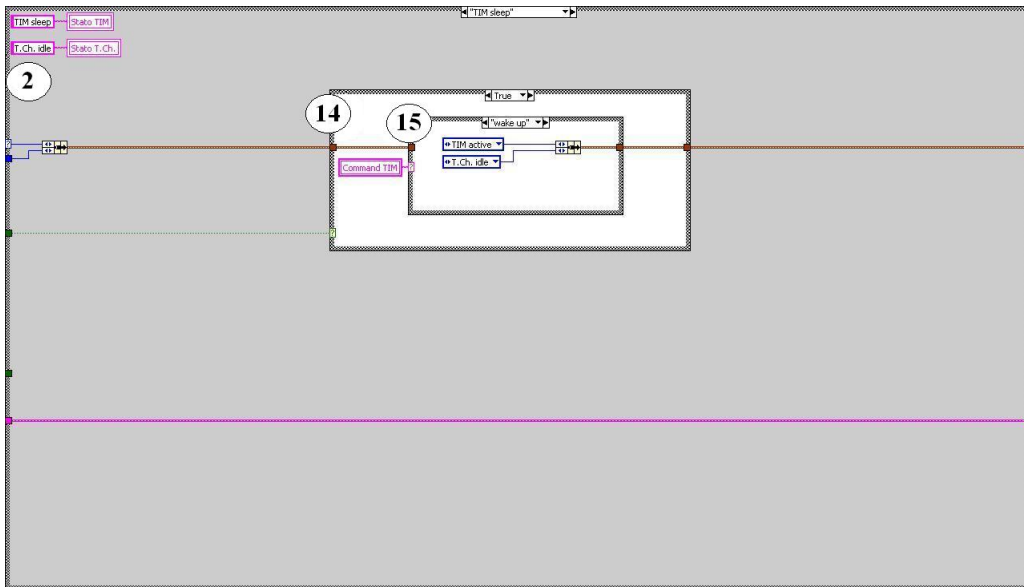 "TIM sleep"
TIM sleep
Stato TIM
T.Ch. idle
Stato T.Ch.
2
True
14
15
"wake up"
TIM active
Command TIM
T.Ch. idle